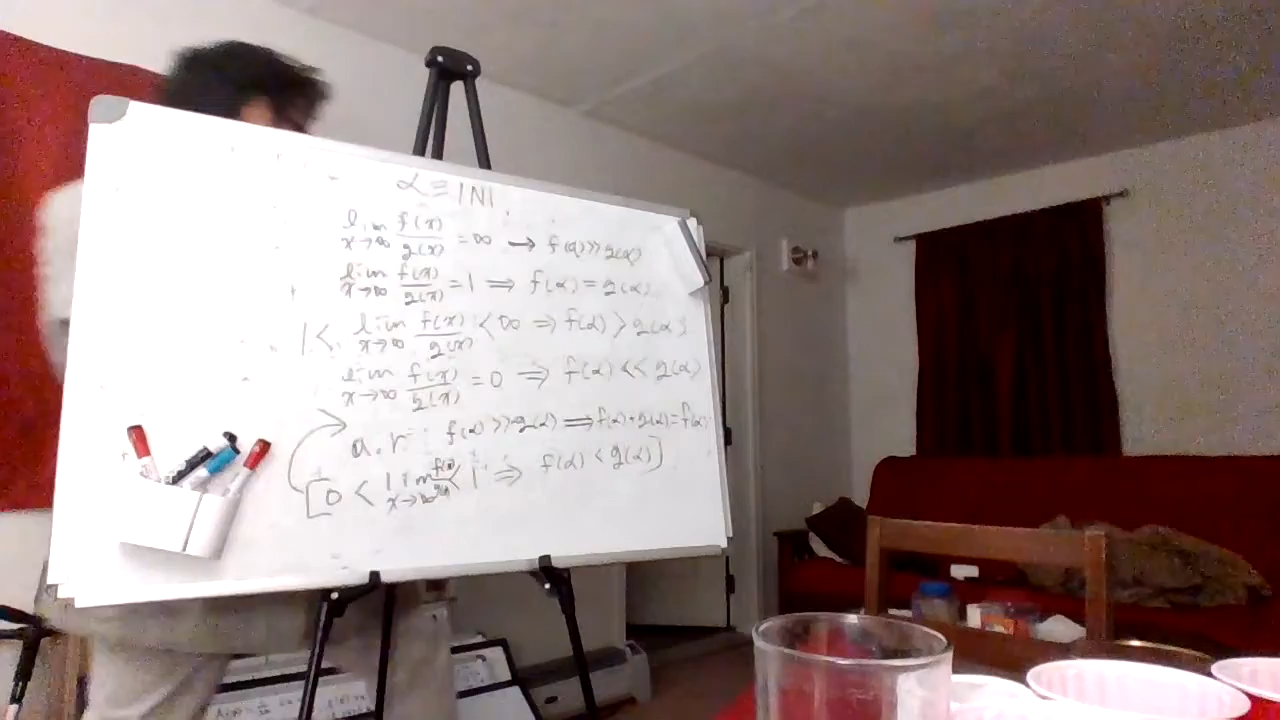 α ≡ |ℕ|
lim x→∞ f(x)/g(x) = ∞ → f(α) >> g(α)
lim x→∞ f(x)/g(x) = 1 ⇒ f(α) = g(α)
1 < lim x→∞ f(x)/g(x) < ∞ ⇒ f(α) > g(α)
lim x→∞ f(x)/g(x) = 0 ⇒ f(α) << g(α)
a.r f(α) >> g(α) ⇒ f(α) + g(α) = f(α)
[0 < lim x→∞ f(x)/g(x) < 1 ⇒ f(α) < g(α)]